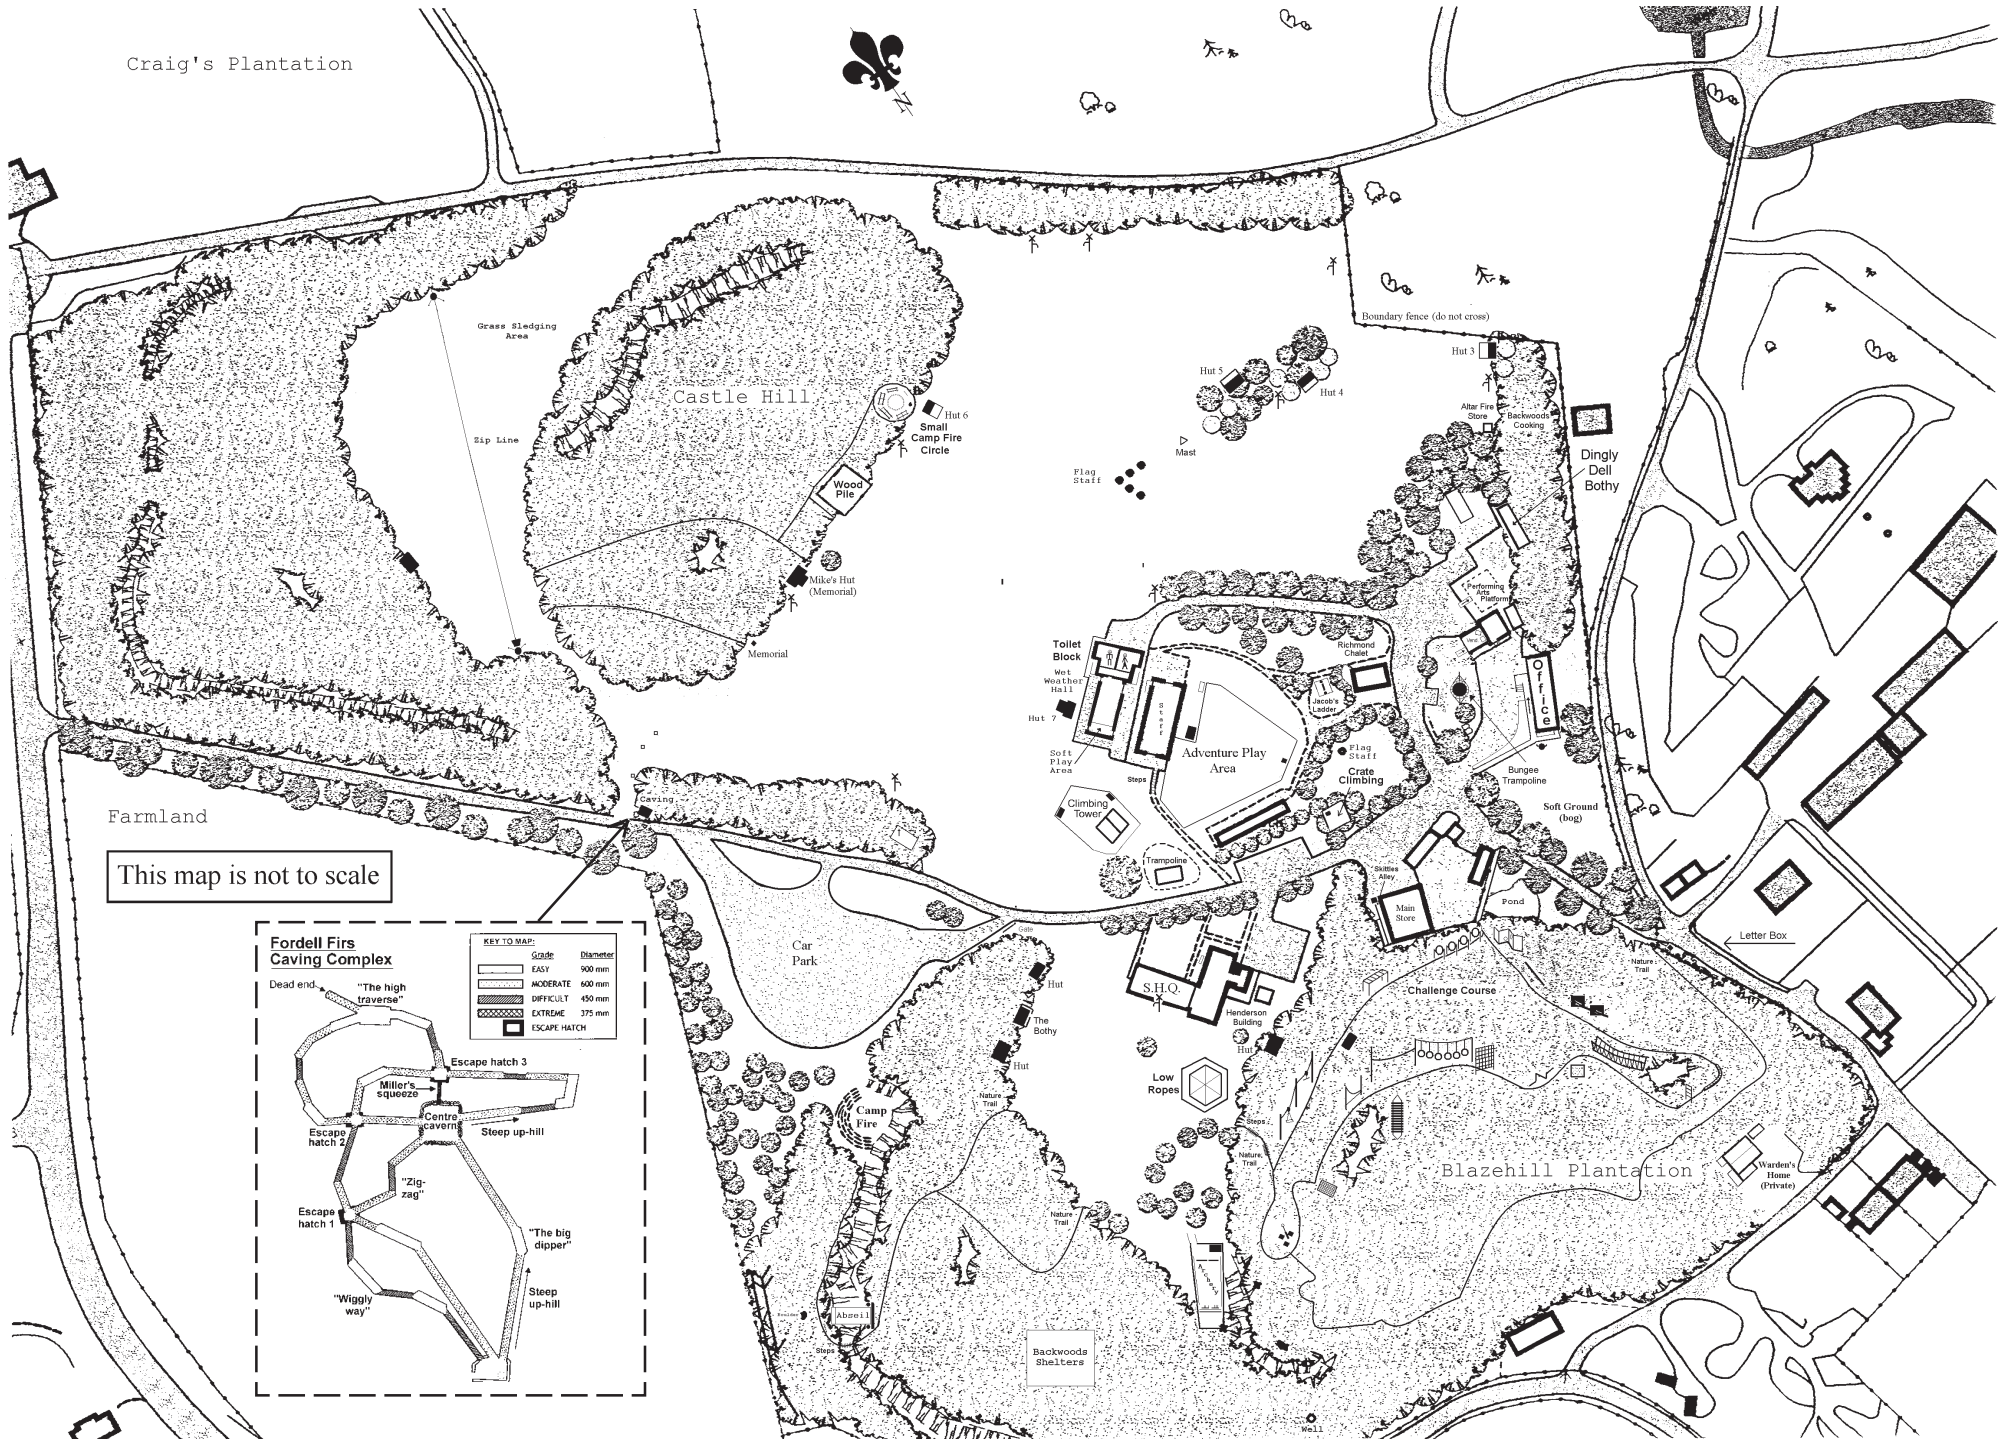 Craig's Plantation
N
Grass Sledging
Area
Zip Line
Castle Hill
Hut 6
Small
Camp Fire
Circle
Wood
Pile
Mike's Hut
(Memorial)
Memorial
Boundary fence (do not cross)
Hut 3
Hut 5
Hut 4
Mast
Flag
Staff
Altar Fire
Store
Backwoods
Cooking
Dingly
Dell
Bothy
Performing
Arts
Platform
Toilet
Block
Wet
Weather
Hall
Hut 7
Soft
Play
Area
Staff
Steps
Richmond
Chalet
Jacob's
Ladder
Adventure Play
Area
Flag
Staff
Crate
Climbing
Office
Bungee
Trampoline
Soft Ground
(bog)
Climbing
Tower
Trampoline
Caving
Farmland
This map is not to scale
Car
Park
Gate
Hut
The
Bothy
Hut
Skittles
Alley
Main
Store
Pond
Letter Box
Nature
Trail
S.H.Q.
Henderson
Building
Hut
Challenge Course
Low
Ropes
Camp
Fire
Nature
Trail
Steps
Nature
Trail
Nature
Trail
Blazehill Plantation
Warden's
Home
(Private)
Archery
Abseil
Steps
Backwoods
Shelters
Well
Fordell Firs
Caving Complex
KEY TO MAP:
Grade Diameter
EASY 900 mm
MODERATE 600 mm
DIFFICULT 450 mm
EXTREME 375 mm
ESCAPE HATCH
Dead end
"The high
traverse"
Escape hatch 3
Miller's
squeeze
Centre
cavern
Escape
hatch 2
Steep up-hill
"Zig-
zag"
Escape
hatch 1
"The big
dipper"
"Wiggly
way"
Steep
up-hill